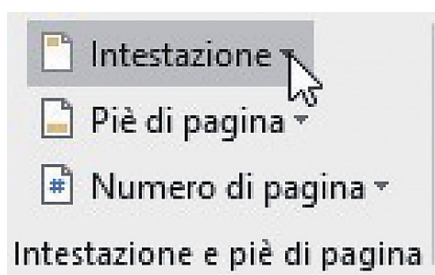 Intestazione
Piè di pagina
Numero di pagina
Intestazione e piè di pagina